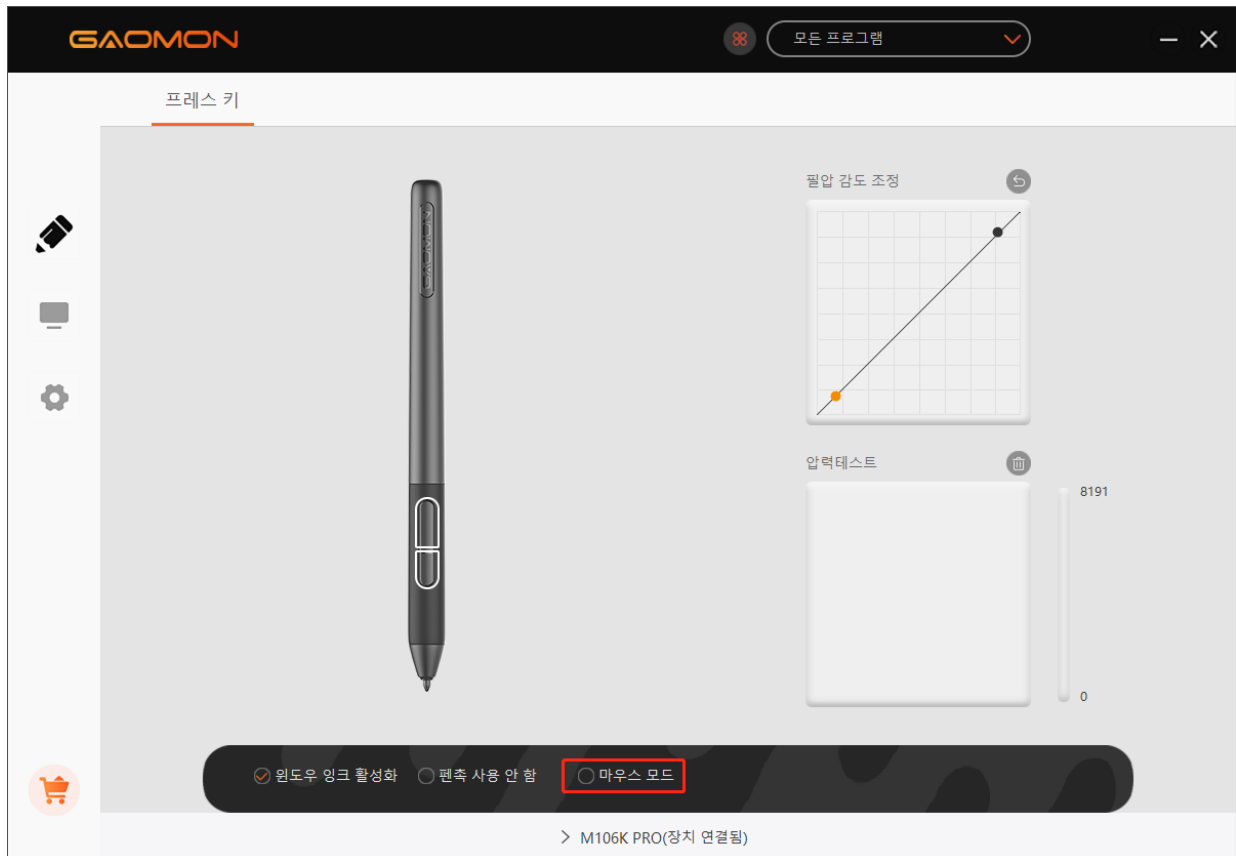 GAOMON
모든 프로그램
프레스 키
GAOMON
필압 감도 조정
압력테스트
8191
0
윈도우 잉크 활성화 펜촉 사용 안 함 마우스 모드
> M106K PRO(장치 연결됨)